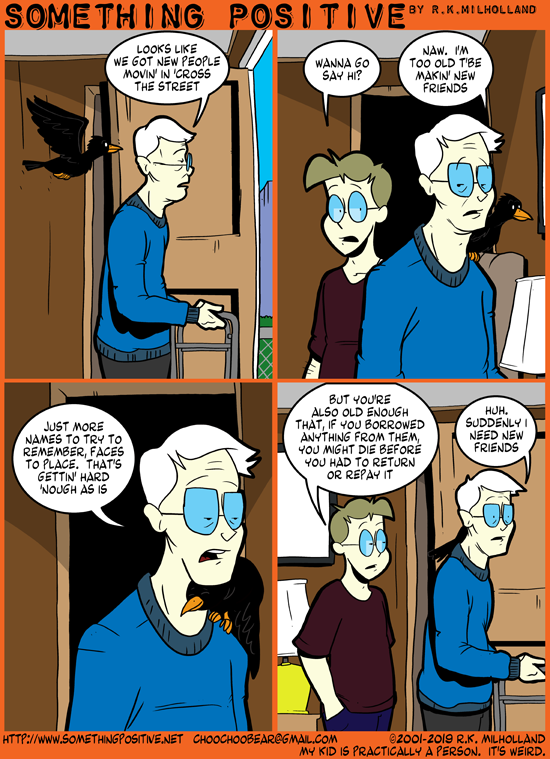 SOMETHING POSITIVE BY R.K.MILHOLLAND
LOOKS LIKE
WE GOT NEW PEOPLE
MOVIN' IN 'CROSS
THE STREET
WANNA GO
SAY HI?
NAW. I'M
TOO OLD T'BE
MAKIN' NEW
FRIENDS
JUST MORE
NAMES TO TRY TO
REMEMBER, FACES
TO PLACE. THAT'S
GETTIN' HARD
'NOUGH AS IS
BUT YOU'RE
ALSO OLD ENOUGH
THAT, IF YOU BORROWED
ANYTHING FROM THEM,
YOU MIGHT DIE BEFORE
YOU HAD TO RETURN
OR REPAY IT
HUH.
SUDDENLY I
NEED NEW
FRIENDS
HTTP://WWW.SOMETHINGPOSITIVE.NET CHOOCHOOBEAR@GMAIL.COM ©2001-2019 R.K. MILHOLLAND
MY KID IS PRACTICALLY A PERSON. IT'S WEIRD.